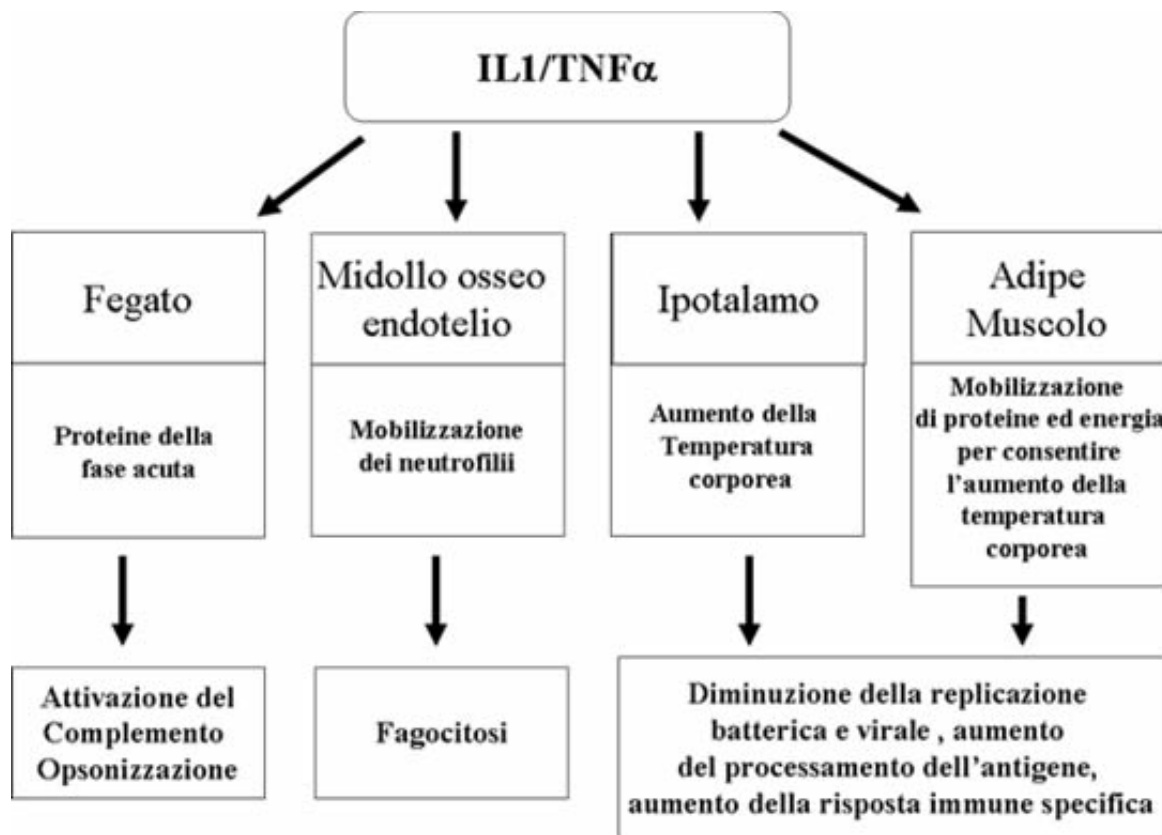 IL1/TNFα
Fegato
Midollo osseo
endotelio
Ipotalamo
Adipe
Muscolo
Proteine della
fase acuta
Mobilizzazione
dei neutrofilii
Aumento della
Temperatura
corporea
Mobilizzazione
di proteine ed energia
per consentire
l'aumento della
temperatura
corporea
Attivazione del
Complemento
Opsonizzazione
Fagocitosi
Diminuzione della replicazione
batterica e virale , aumento
del processamento dell'antigene,
aumento della risposta immune specifica